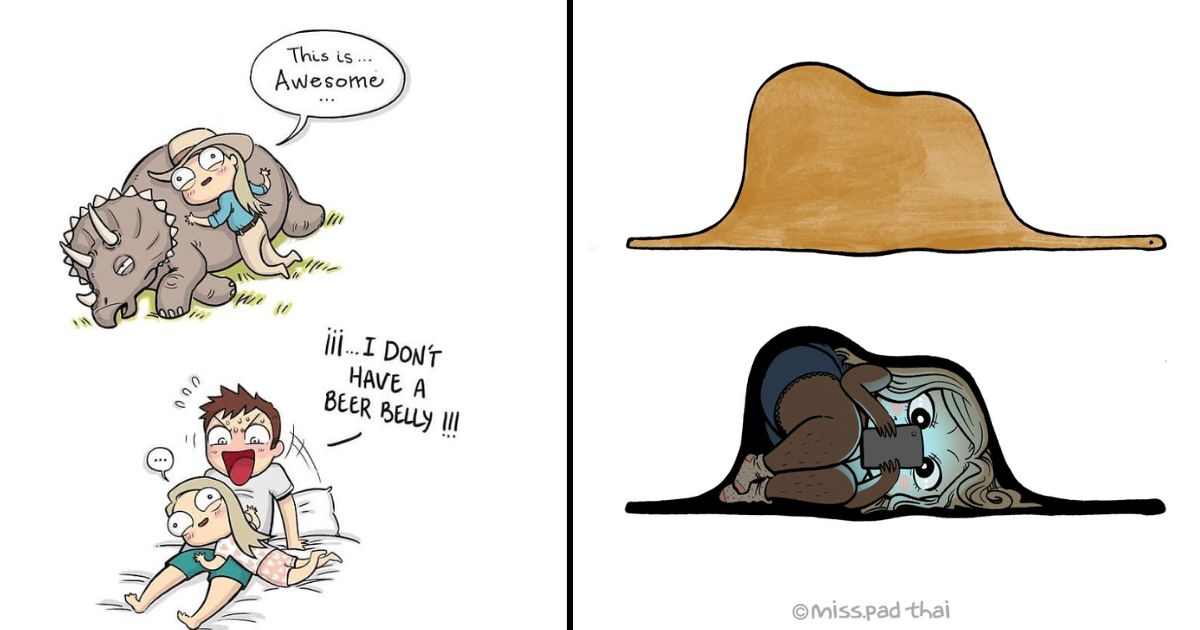 This is...
Awesome
...
¡¡¡...I DON'T
HAVE A
BEER BELLY !!!
...
©miss.pad thai